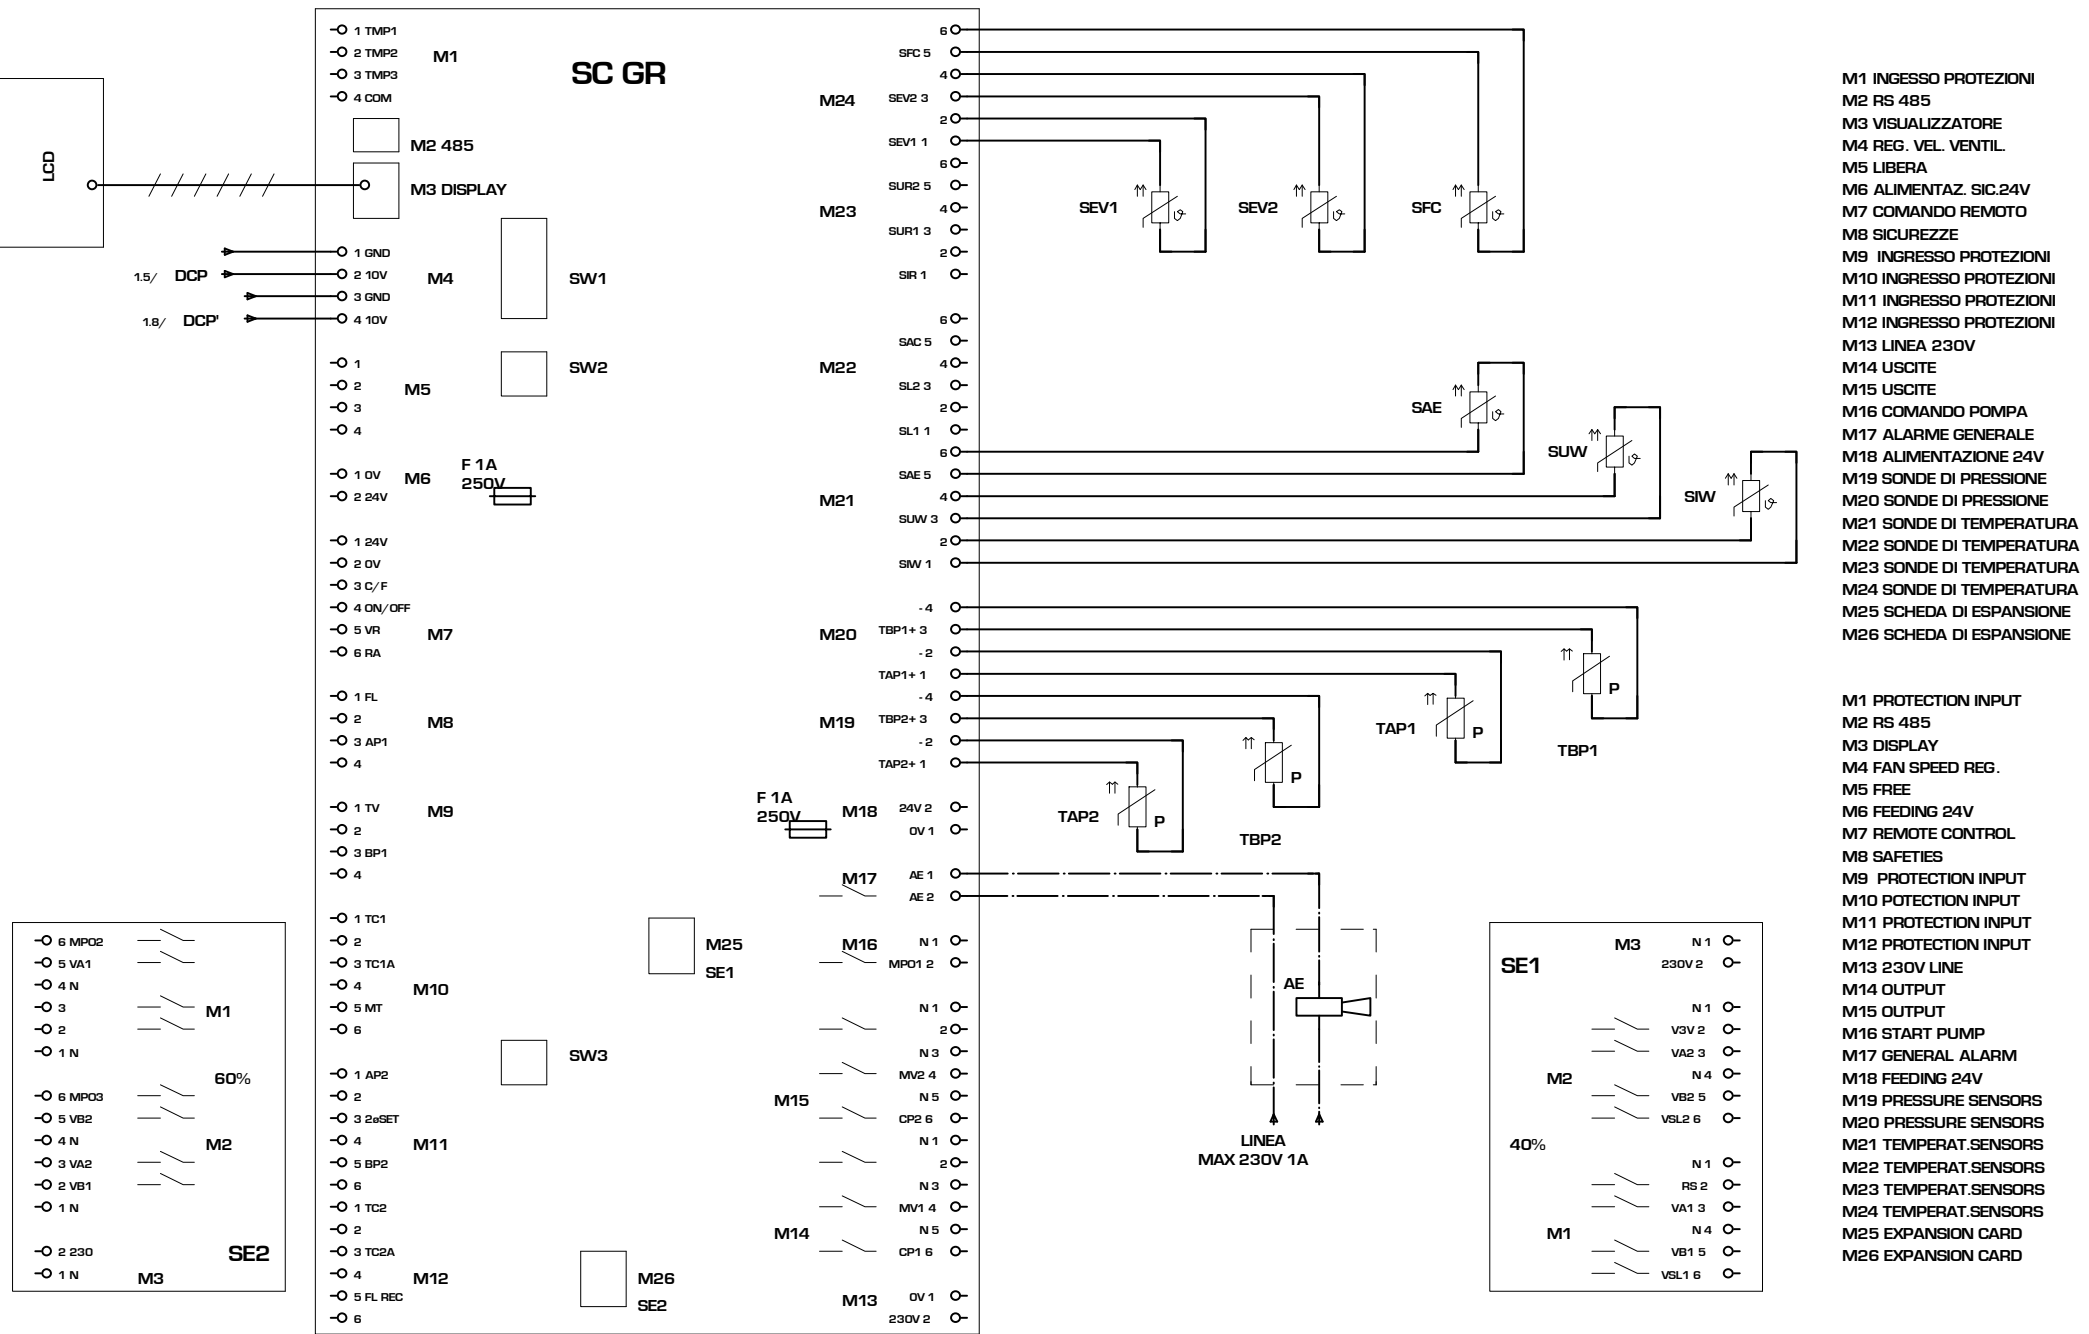 LCD
1.5/ DCP
1.8/ DCP'
SC GR
1 TMP1
2 TMP2
3 TMP3
4 COM
M1
M2 485
M3 DISPLAY
1 GND
2 10V
3 GND
4 10V
M4
SW1
1
2
3
4
M5
SW2
1 0V
2 24V
M6
F 1A
250V
1 24V
2 0V
3 C/F
4 ON/OFF
5 VR
6 RA
M7
1 FL
2
3 AP1
4
M8
1 TV
2
3 BP1
4
M9
1 TC1
2
3 TC1A
4
5 MT
6
M10
M25
SE1
SW3
1 AP2
2
3 2øSET
4
5 BP2
6
M11
1 TC2
2
3 TC2A
4
5 FL REC
6
M12
M26
SE2
6
SFC 5
4
SEV2 3
2
SEV1 1
M24
6
SUR2 5
4
SUR1 3
2
SIR 1
M23
6
SAC 5
4
SL2 3
2
SL1 1
M22
6
SAE 5
4
SUW 3
2
SIW 1
M21
- 4
TBP1+ 3
- 2
TAP1+ 1
M20
- 4
TBP2+ 3
- 2
TAP2+ 1
M19
F 1A
250V
M18
24V 2
0V 1
M17
AE 1
AE 2
M16
N 1
MPO1 2
N 1
2
N 3
MV2 4
N 5
CP2 6
M15
N 1
2
N 3
MV1 4
N 5
CP1 6
M14
0V 1
230V 2
M13
SEV1
SEV2
SFC
SAE
SUW
SIW
TBP1
P
TAP1
P
TBP2
P
TAP2
P
AE
LINEA
MAX 230V 1A
6 MPO2
5 VA1
4 N
3
2
1 N
M1
60%
6 MPO3
5 VB2
4 N
3 VA2
2 VB1
1 N
M2
2 230
1 N
M3
SE2
SE1
M3
N 1
230V 2
N 1
V3V 2
VA2 3
N 4
VB2 5
VSL2 6
M2
40%
N 1
RS 2
VA1 3
N 4
VB1 5
VSL1 6
M1
M1 INGESSO PROTEZIONI
M2 RS 485
M3 VISUALIZZATORE
M4 REG. VEL. VENTIL.
M5 LIBERA
M6 ALIMENTAZ. SIC.24V
M7 COMANDO REMOTO
M8 SICUREZZE
M9 INGRESSO PROTEZIONI
M10 INGRESSO PROTEZIONI
M11 INGRESSO PROTEZIONI
M12 INGRESSO PROTEZIONI
M13 LINEA 230V
M14 USCITE
M15 USCITE
M16 COMANDO POMPA
M17 ALARME GENERALE
M18 ALIMENTAZIONE 24V
M19 SONDE DI PRESSIONE
M20 SONDE DI PRESSIONE
M21 SONDE DI TEMPERATURA
M22 SONDE DI TEMPERATURA
M23 SONDE DI TEMPERATURA
M24 SONDE DI TEMPERATURA
M25 SCHEDA DI ESPANSIONE
M26 SCHEDA DI ESPANSIONE
M1 PROTECTION INPUT
M2 RS 485
M3 DISPLAY
M4 FAN SPEED REG.
M5 FREE
M6 FEEDING 24V
M7 REMOTE CONTROL
M8 SAFETIES
M9 PROTECTION INPUT
M10 POTECTION INPUT
M11 PROTECTION INPUT
M12 PROTECTION INPUT
M13 230V LINE
M14 OUTPUT
M15 OUTPUT
M16 START PUMP
M17 GENERAL ALARM
M18 FEEDING 24V
M19 PRESSURE SENSORS
M20 PRESSURE SENSORS
M21 TEMPERAT.SENSORS
M22 TEMPERAT.SENSORS
M23 TEMPERAT.SENSORS
M24 TEMPERAT.SENSORS
M25 EXPANSION CARD
M26 EXPANSION CARD